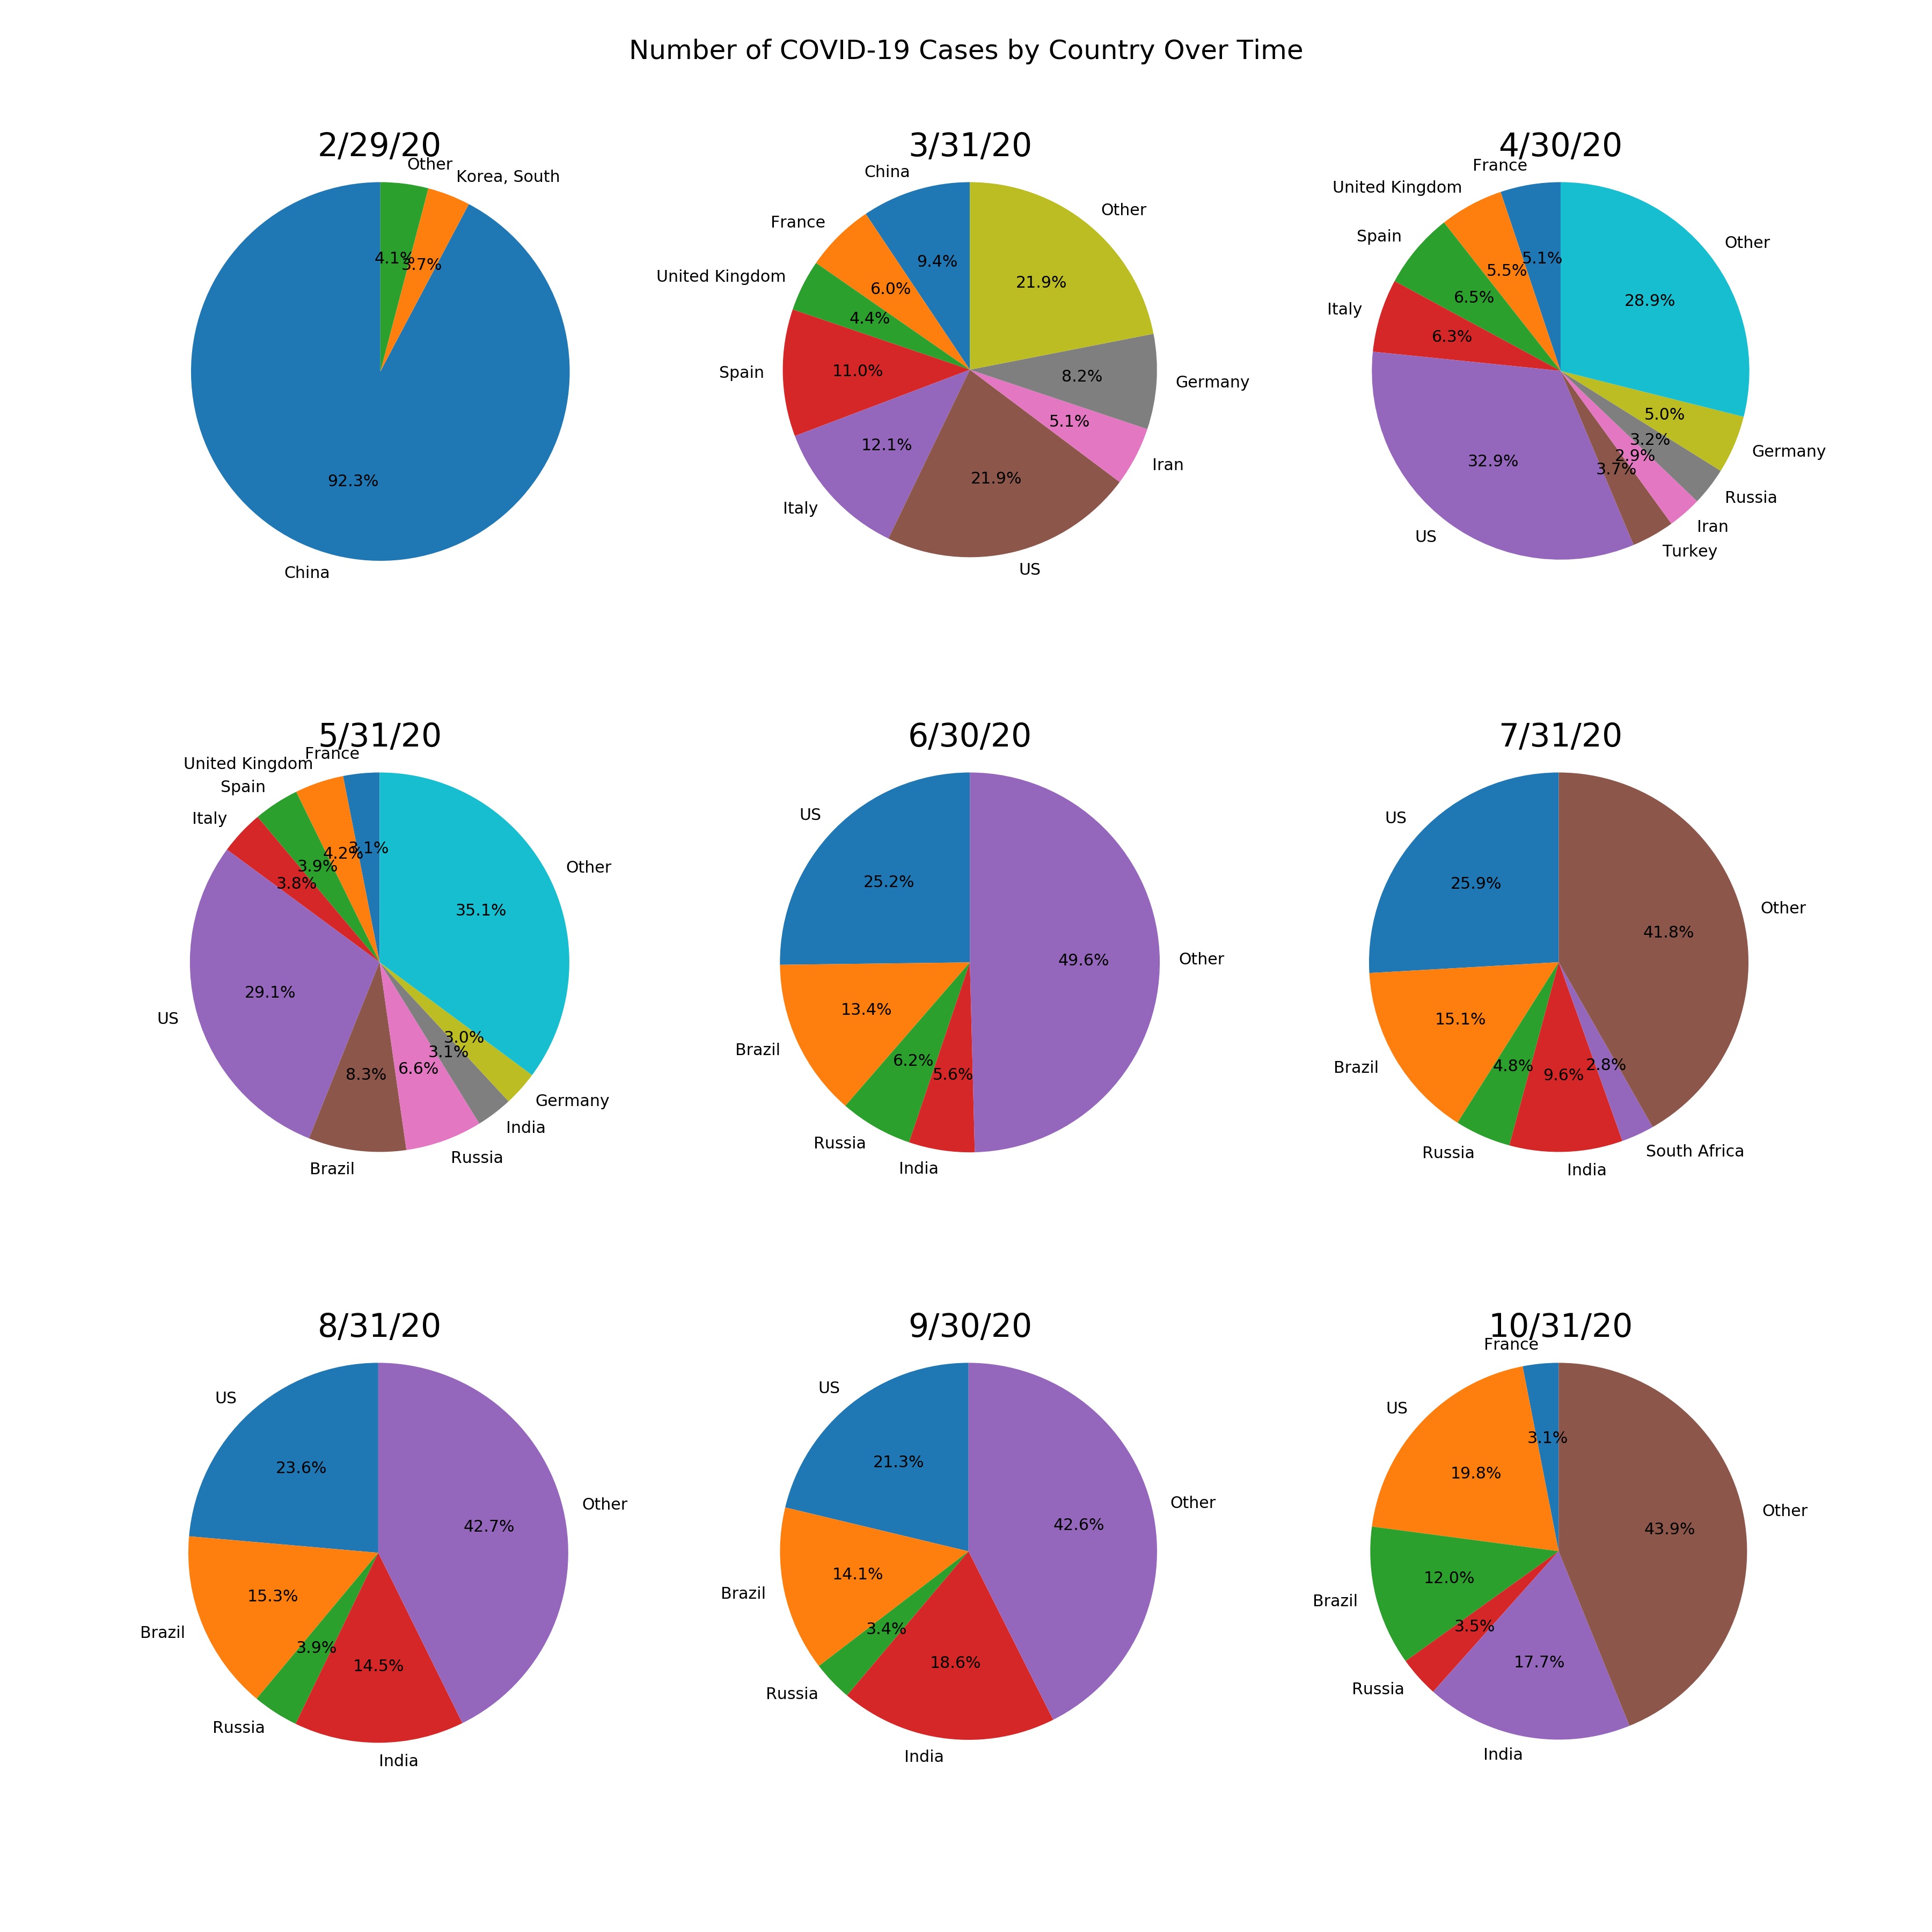 Number of COVID-19 Cases by Country Over Time
2/29/20
Other
Korea, South
4.1%
3.7%
92.3%
China
3/31/20
China
Other
France
9.4%
United Kingdom
6.0%
21.9%
4.4%
Spain
11.0%
8.2%
Germany
5.1%
12.1%
Iran
21.9%
Italy
US
4/30/20
France
United Kingdom
Spain
Other
5.1%
5.5%
6.5%
28.9%
Italy
6.3%
5.0%
3.2%
Germany
2.9%
32.9%
3.7%
Russia
Iran
US
Turkey
5/31/20
France
United Kingdom
Spain
Italy
3.1%
4.2%
3.9%
Other
3.8%
35.1%
29.1%
US
3.0%
3.1%
6.6%
8.3%
Germany
India
Russia
Brazil
6/30/20
US
25.2%
49.6%
Other
13.4%
Brazil
6.2%
5.6%
Russia
India
7/31/20
US
25.9%
Other
41.8%
15.1%
Brazil
4.8%
9.6%
2.8%
Russia
South Africa
India
8/31/20
US
23.6%
Other
42.7%
15.3%
Brazil
3.9%
14.5%
Russia
India
9/30/20
US
21.3%
Other
42.6%
14.1%
Brazil
3.4%
18.6%
Russia
India
10/31/20
France
US
3.1%
19.8%
Other
43.9%
12.0%
Brazil
3.5%
17.7%
Russia
India